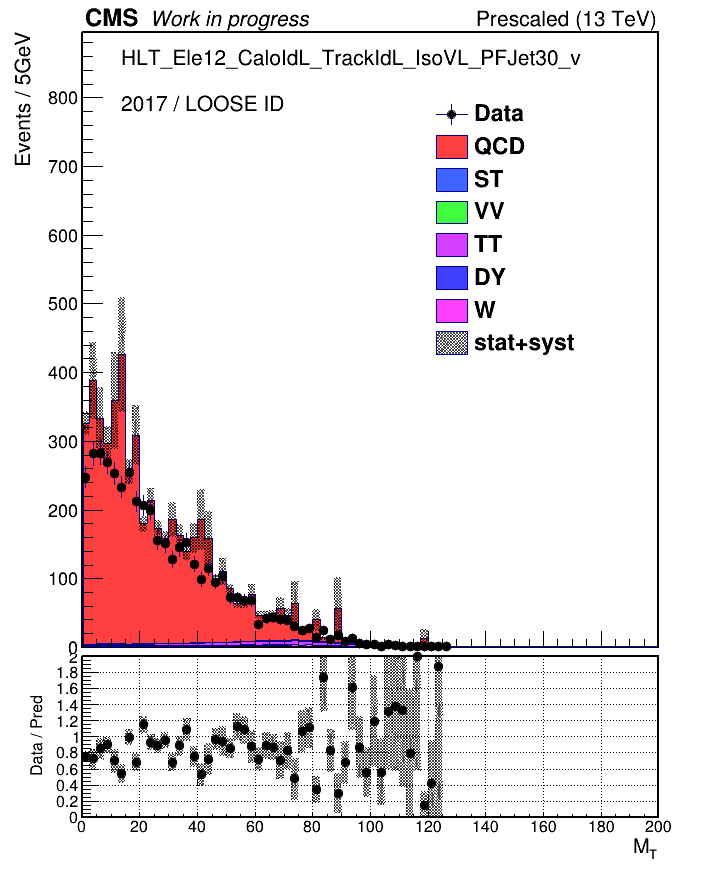 CMS Work in progress Prescaled (13 TeV)
Events / 5GeV
HLT_Ele12_CaloIdL_TrackIdL_IsoVL_PFJet30_v
2017 / LOOSE ID
Data
QCD
ST
VV
TT
DY
W
stat+syst
800
700
600
500
400
300
200
100
0
Data / Pred
2
1.8
1.6
1.4
1.2
1
0.8
0.6
0.4
0.2
0
0 20 40 60 80 100 120 140 160 180 200
M_T